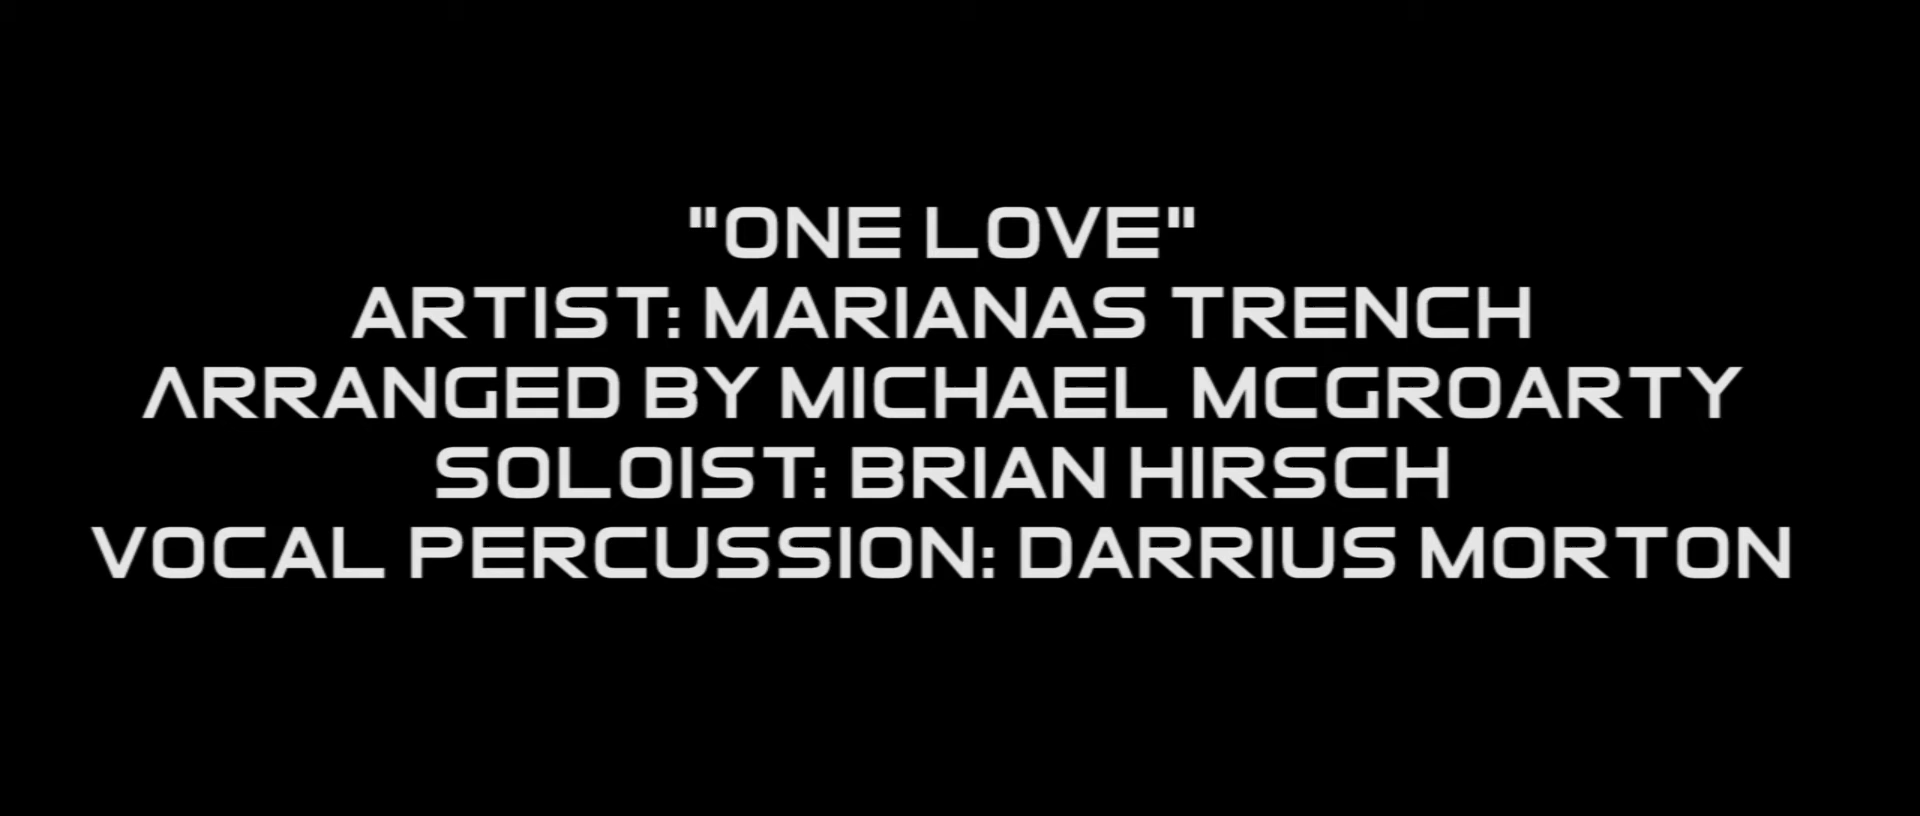 "ONE LOVE"
ARTIST: MARIANAS TRENCH
ARRANGED BY MICHAEL MCGROARTY
SOLOIST: BRIAN HIRSCH
VOCAL PERCUSSION: DARRIUS MORTON